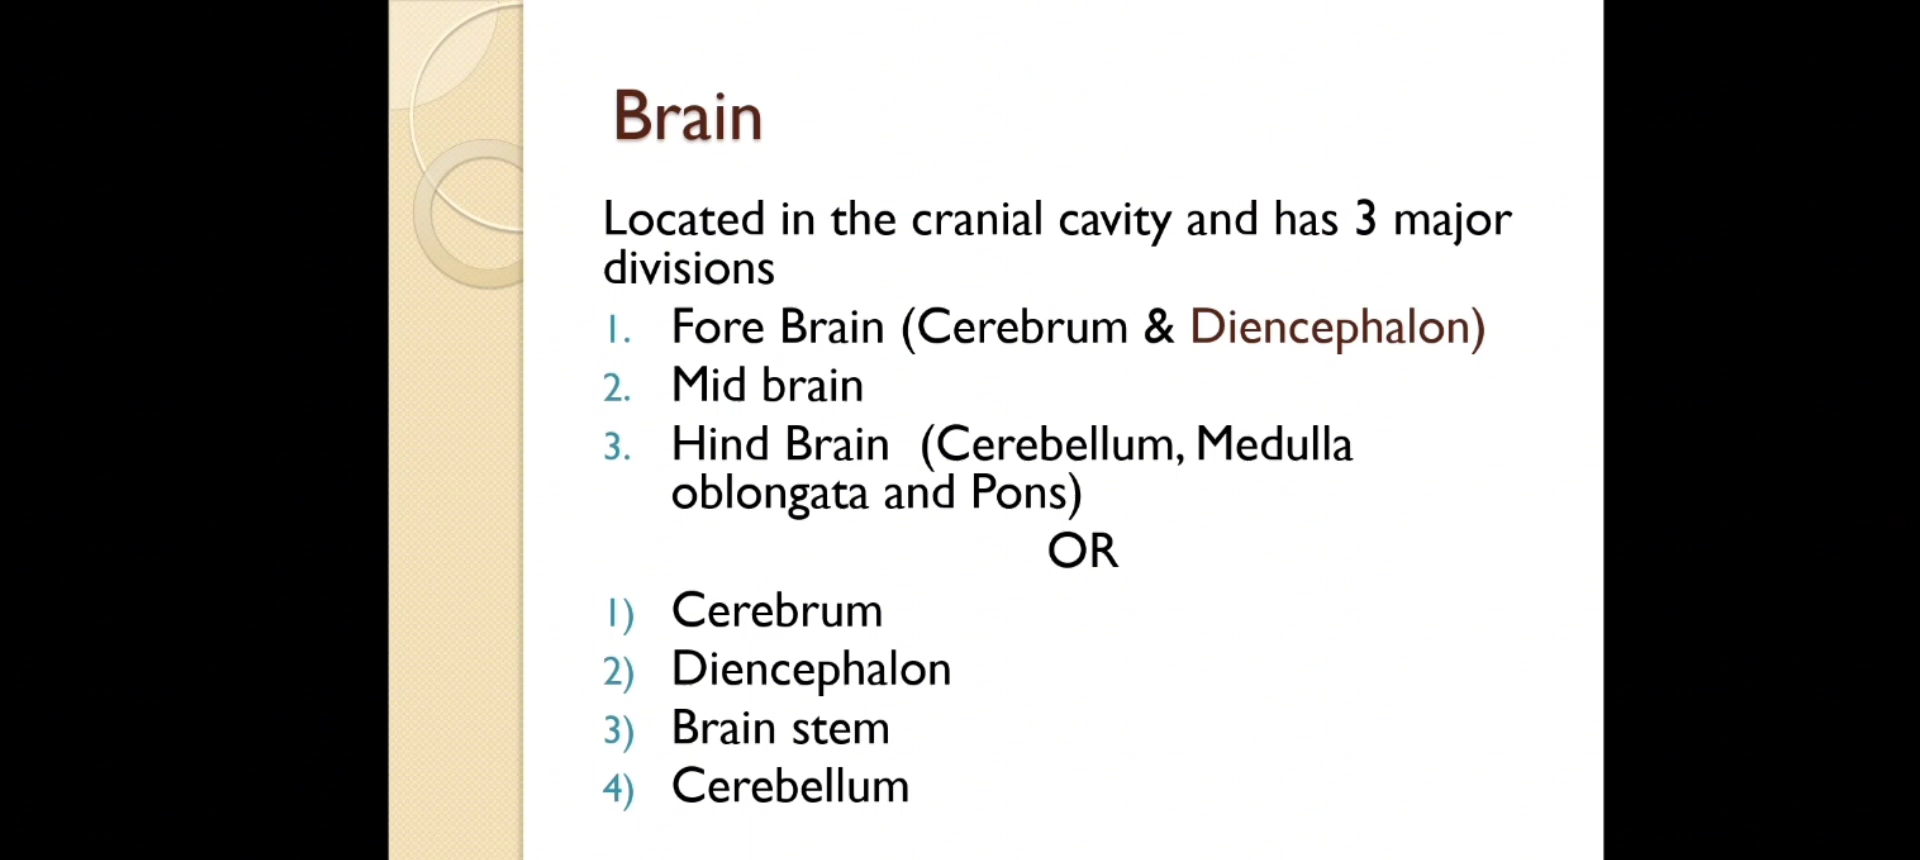 Brain
Located in the cranial cavity and has 3 major
divisions
1. Fore Brain (Cerebrum & Diencephalon)
2. Mid brain
3. Hind Brain (Cerebellum, Medulla
oblongata and Pons)
OR
1) Cerebrum
2) Diencephalon
3) Brain stem
4) Cerebellum